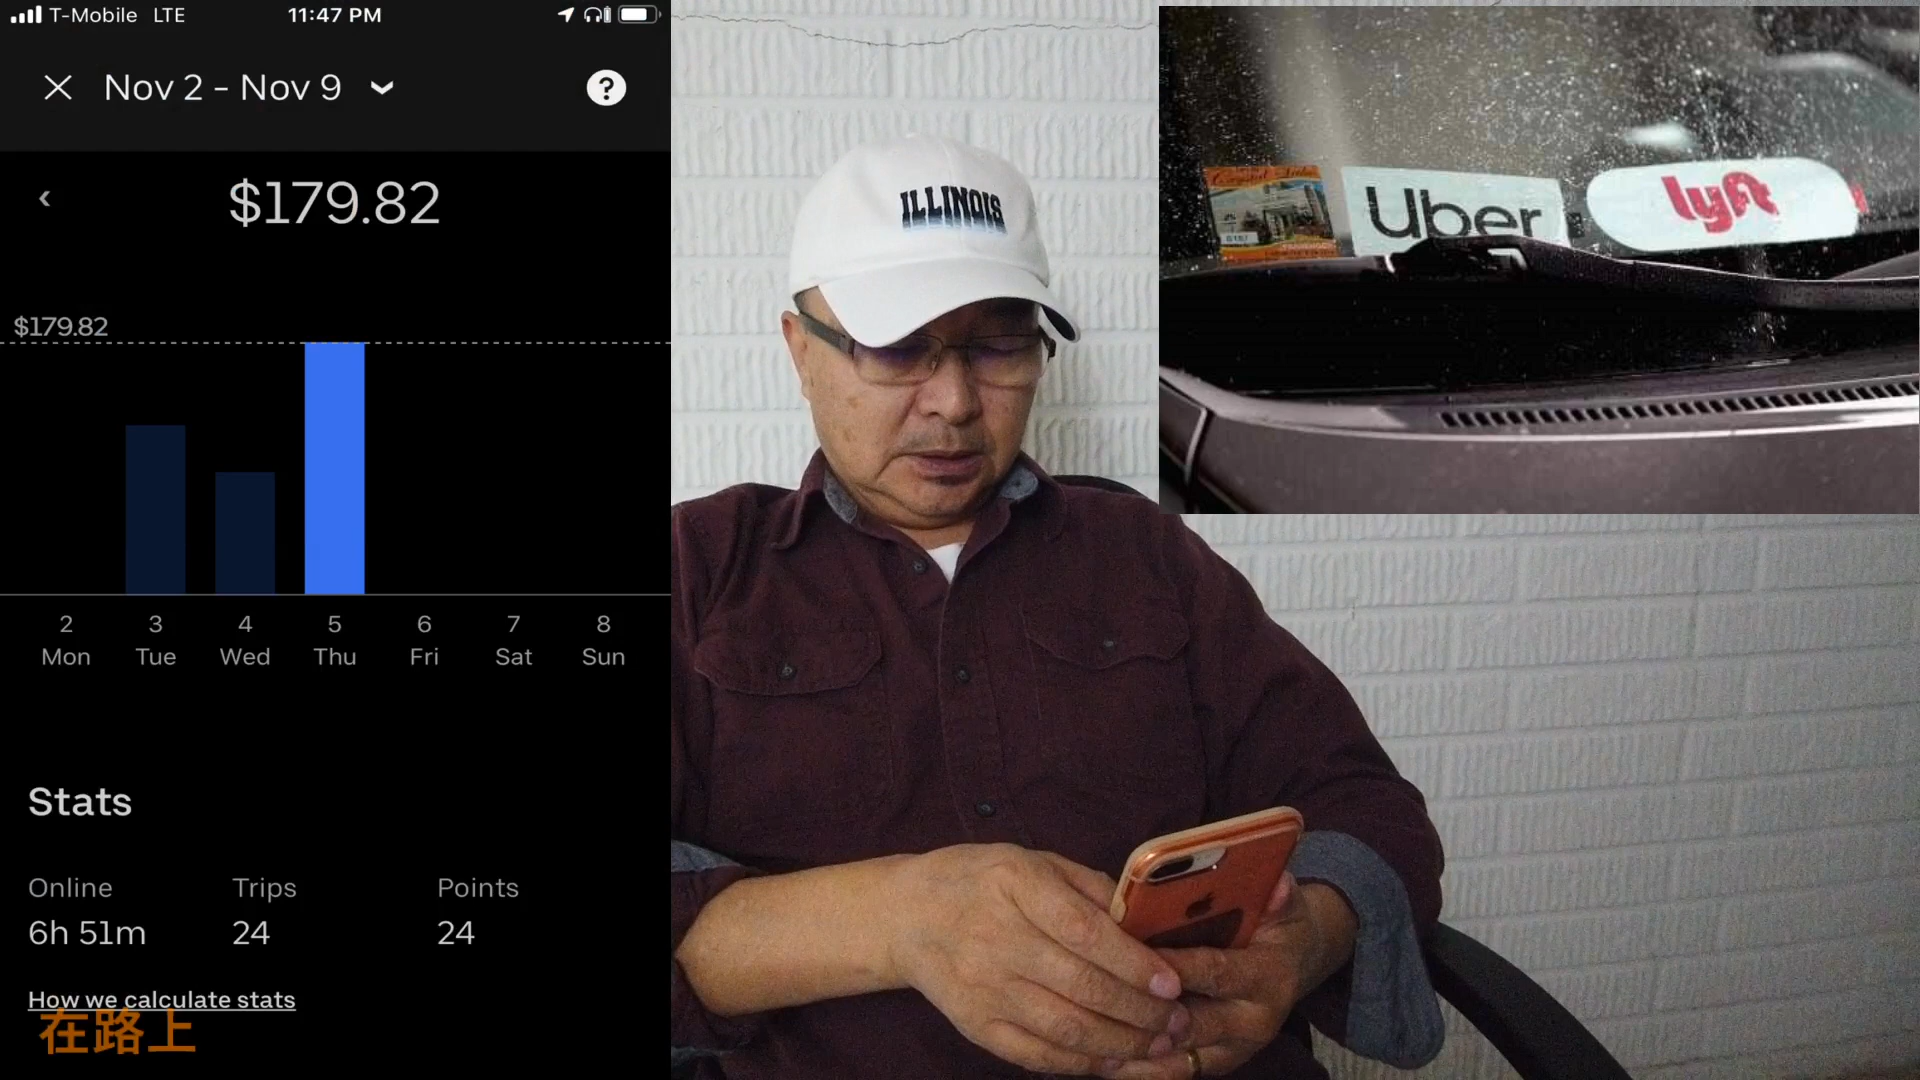 T-Mobile LTE 11:47 PM
Nov 2 - Nov 9
?
$179.82
$179.82
2 3 4 5 6 7 8
Mon Tue Wed Thu Fri Sat Sun
Stats
Online Trips Points
6h 51m 24 24
How we calculate stats
在路上
ILLINOIS
Uber
lyft